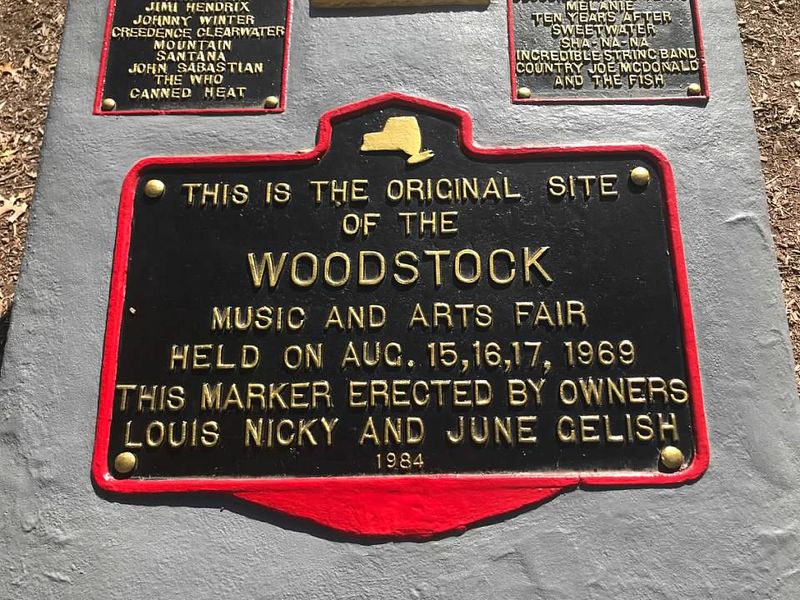 JIMI HENDRIX
JOHNNY WINTER
CREEDENCE CLEARWATER
MOUNTAIN
SANTANA
JOHN SABASTIAN
THE WHO
CANNED HEAT
MELANIE
TEN YEARS AFTER
SWEETWATER
SHA-NA-NA
INCREDIBLE STRING BAND
COUNTRY JOE MCDONALD
AND THE FISH
THIS IS THE ORIGINAL SITE
OF THE
WOODSTOCK
MUSIC AND ARTS FAIR
HELD ON AUG. 15,16,17, 1969
THIS MARKER ERECTED BY OWNERS
LOUIS NICKY AND JUNE GELISH
1984